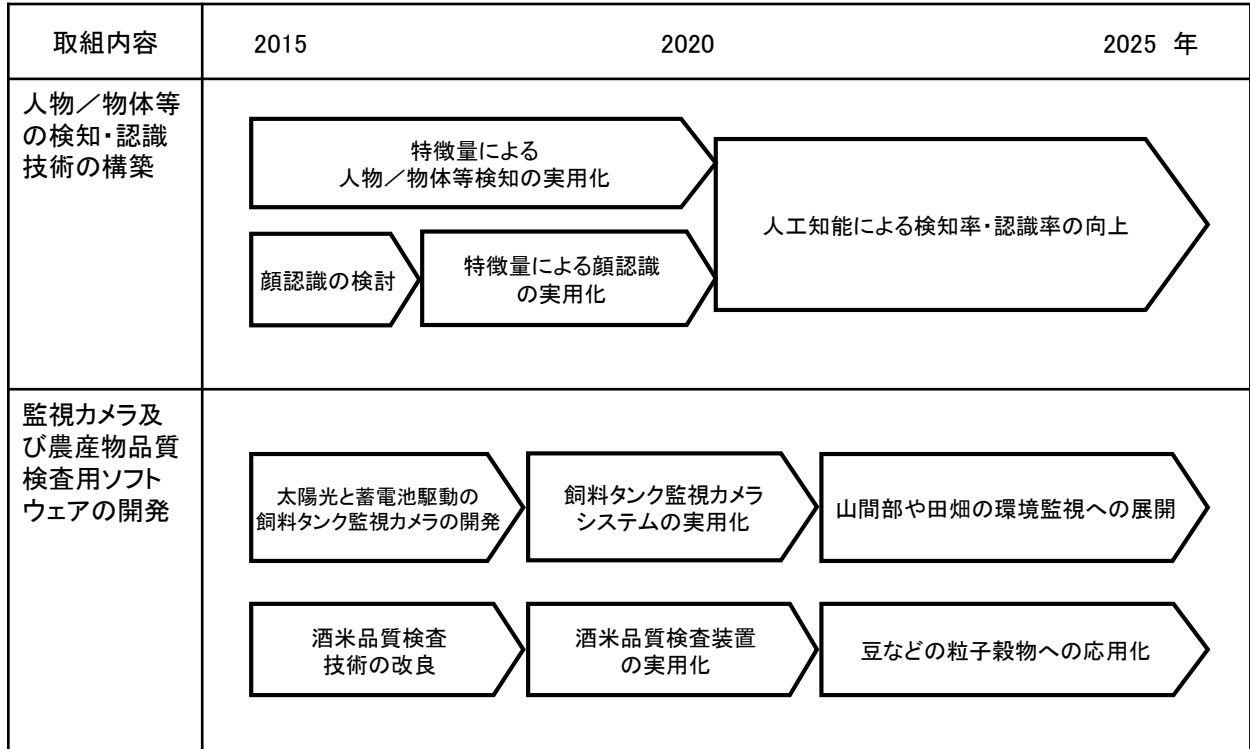 取組内容
2015
2020
2025 年
人物／物体等
の検知・認識
技術の構築
特徴量による
人物／物体等検知の実用化
人工知能による検知率・認識率の向上
顔認識の検討
特徴量による顔認識
の実用化
監視カメラ及
び農産物品質
検査用ソフト
ウェアの開発
太陽光と蓄電池駆動の
飼料タンク監視カメラの開発
飼料タンク監視カメラ
システムの実用化
山間部や田畑の環境監視への展開
酒米品質検査
技術の改良
酒米品質検査装置
の実用化
豆などの粒子穀物への応用化